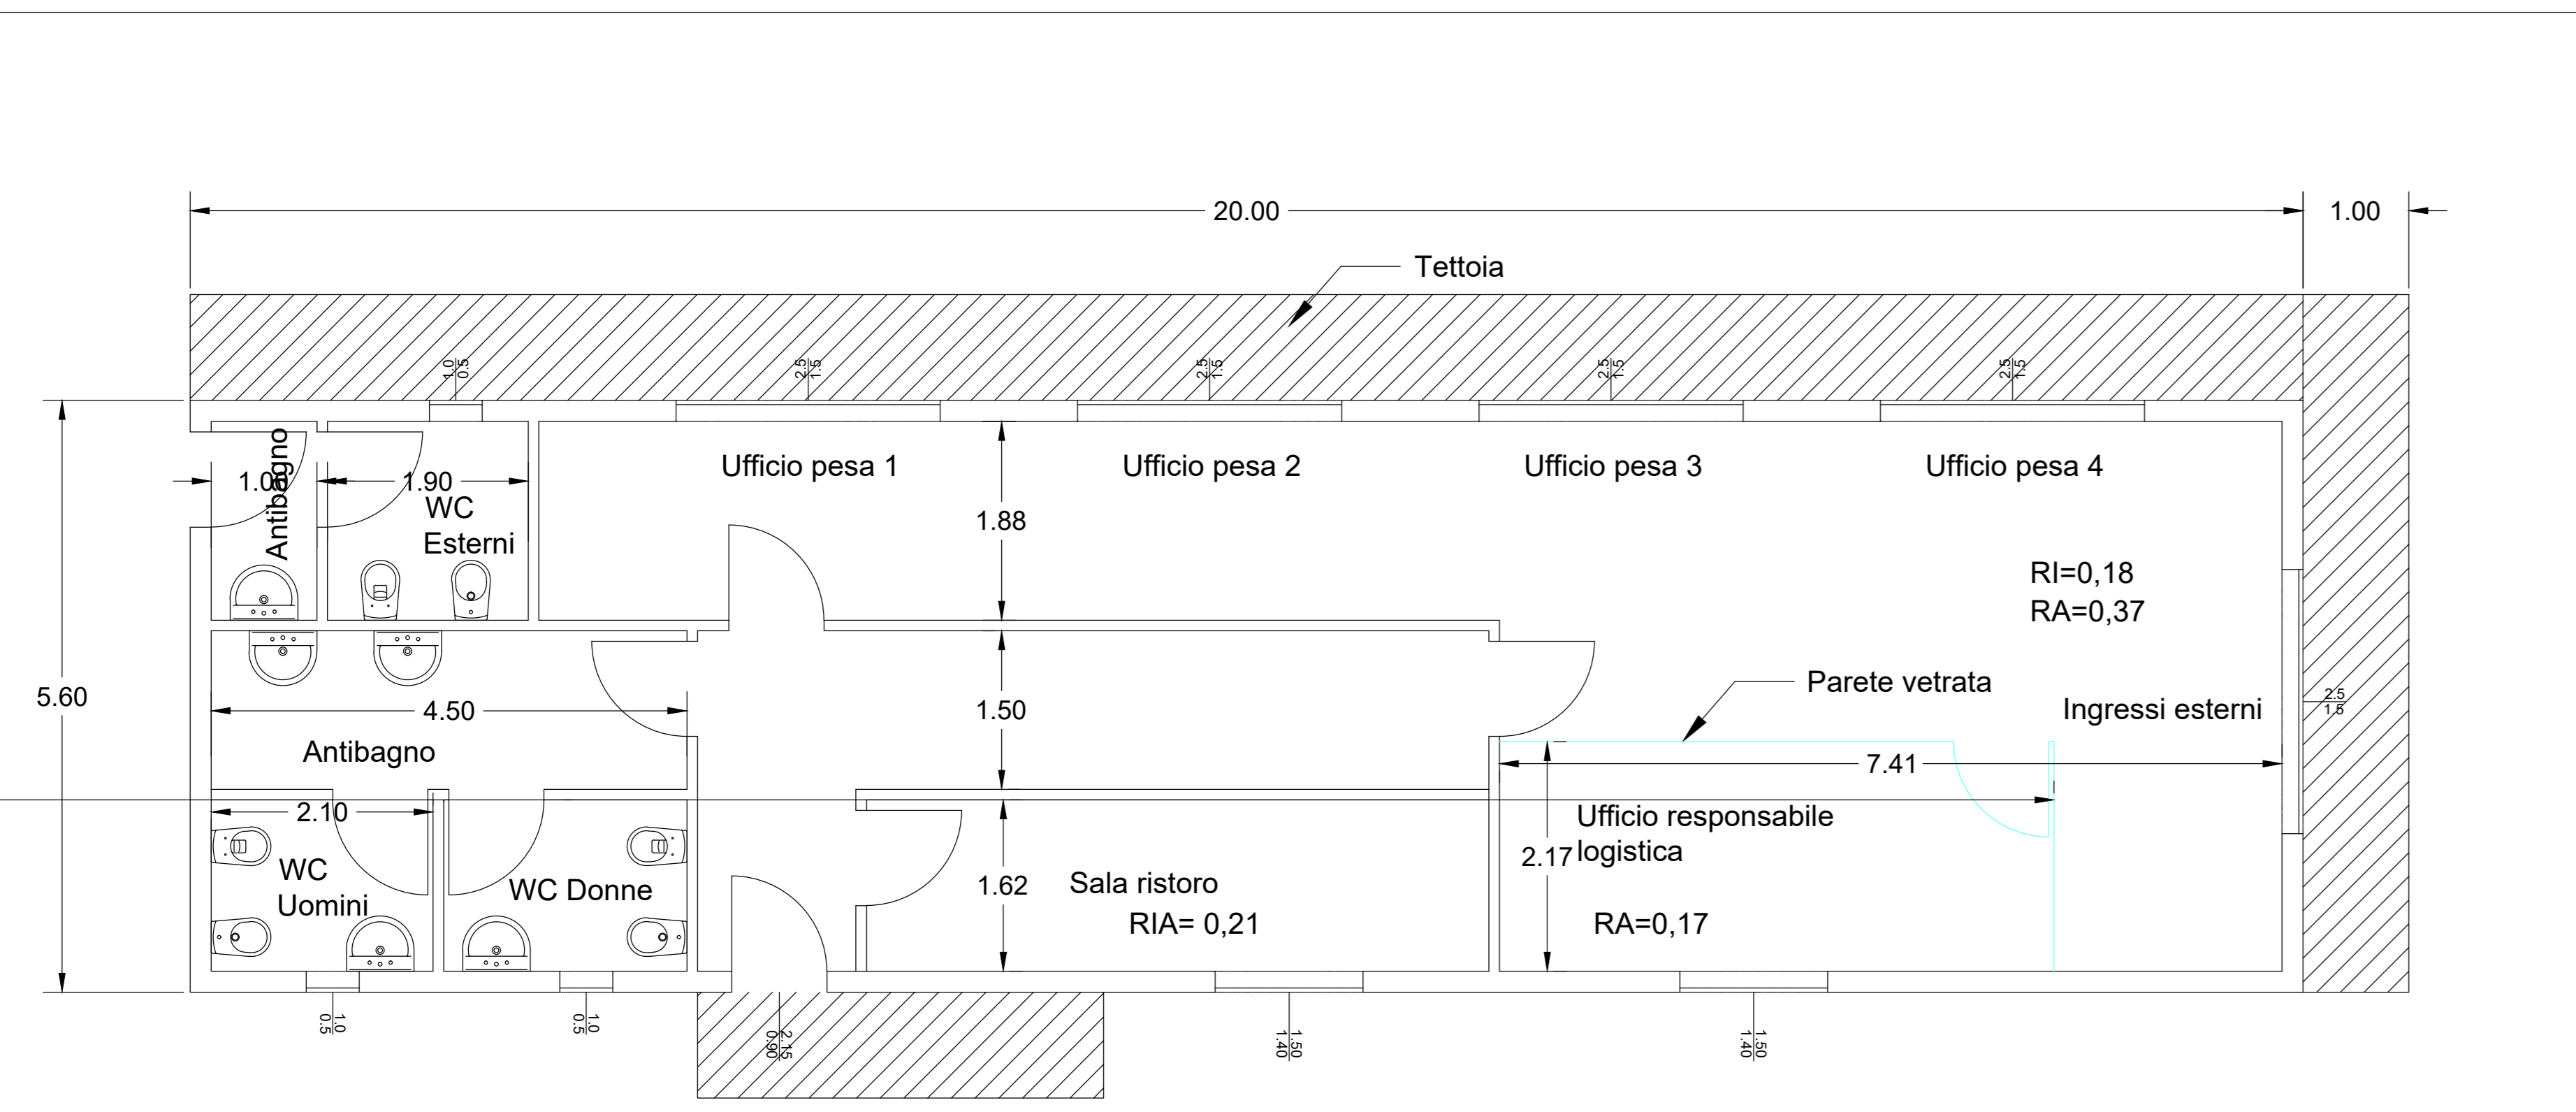 20.00
1.00
Tettoia
1.0
0.5
2.5
1.5
2.5
1.5
2.5
1.5
2.5
1.5
Antibagno
1.00
1.90
WC
Esterni
Ufficio pesa 1
Ufficio pesa 2
Ufficio pesa 3
Ufficio pesa 4
1.88
RI=0,18
RA=0,37
5.60
4.50
Antibagno
1.50
Parete vetrata
Ingressi esterni
2.5
1.5
7.41
2.10
WC
Uomini
WC Donne
1.62
Sala ristoro
RIA= 0,21
2.17
Ufficio responsabile
logistica
RA=0,17
1.0
0.5
1.0
0.5
2.15
0.90
1.50
1.40
1.50
1.40